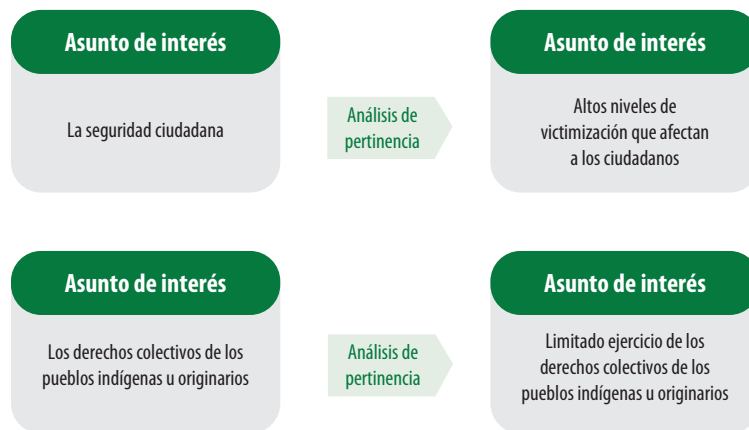 Asunto de interés
La seguridad ciudadana
Análisis de
pertinencia
Asunto de interés
Altos niveles de
victimización que afectan
a los ciudadanos
Asunto de interés
Los derechos colectivos de los
pueblos indígenas u originarios
Análisis de
pertinencia
Asunto de interés
Limitado ejercicio de los
derechos colectivos de los
pueblos indígenas u originarios